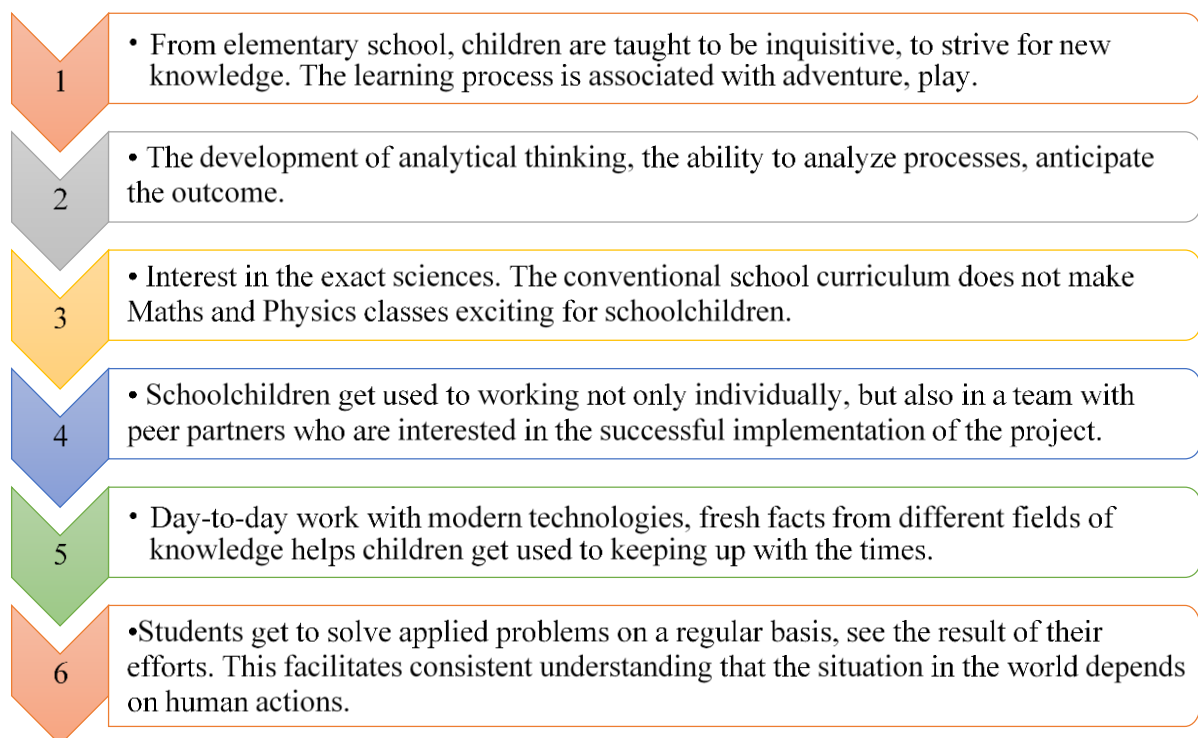 1
• From elementary school, children are taught to be inquisitive, to strive for new
knowledge. The learning process is associated with adventure, play.
2
• The development of analytical thinking, the ability to analyze processes, anticipate
the outcome.
3
• Interest in the exact sciences. The conventional school curriculum does not make
Maths and Physics classes exciting for schoolchildren.
4
• Schoolchildren get used to working not only individually, but also in a team with
peer partners who are interested in the successful implementation of the project.
5
• Day-to-day work with modern technologies, fresh facts from different fields of
knowledge helps children get used to keeping up with the times.
6
•Students get to solve applied problems on a regular basis, see the result of their
efforts. This facilitates consistent understanding that the situation in the world depends
on human actions.